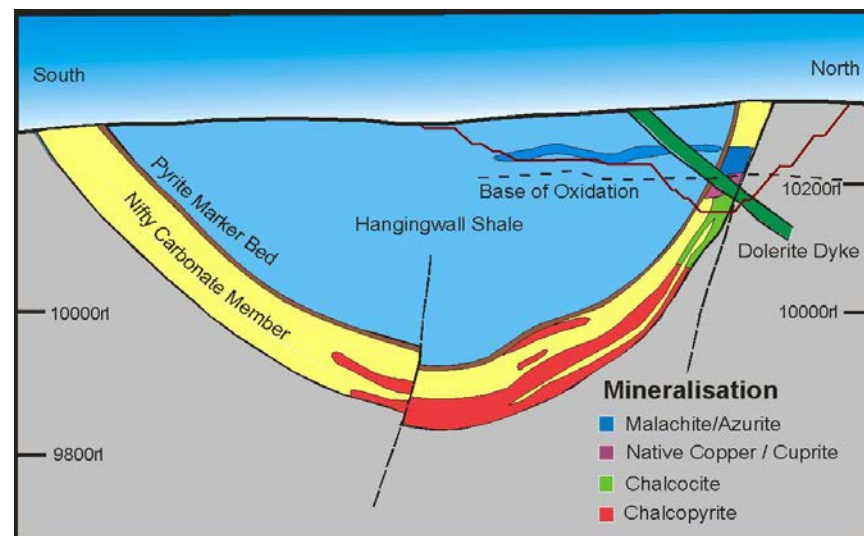 South
North
Pyrite Marker Bed
Nifty Carbonate Member
Base of Oxidation
Hangingwall Shale
10200rl
Dolerite Dyke
10000rl
10000rl
9800rl
Mineralisation
Malachite/Azurite
Native Copper / Cuprite
Chalcocite
Chalcopyrite